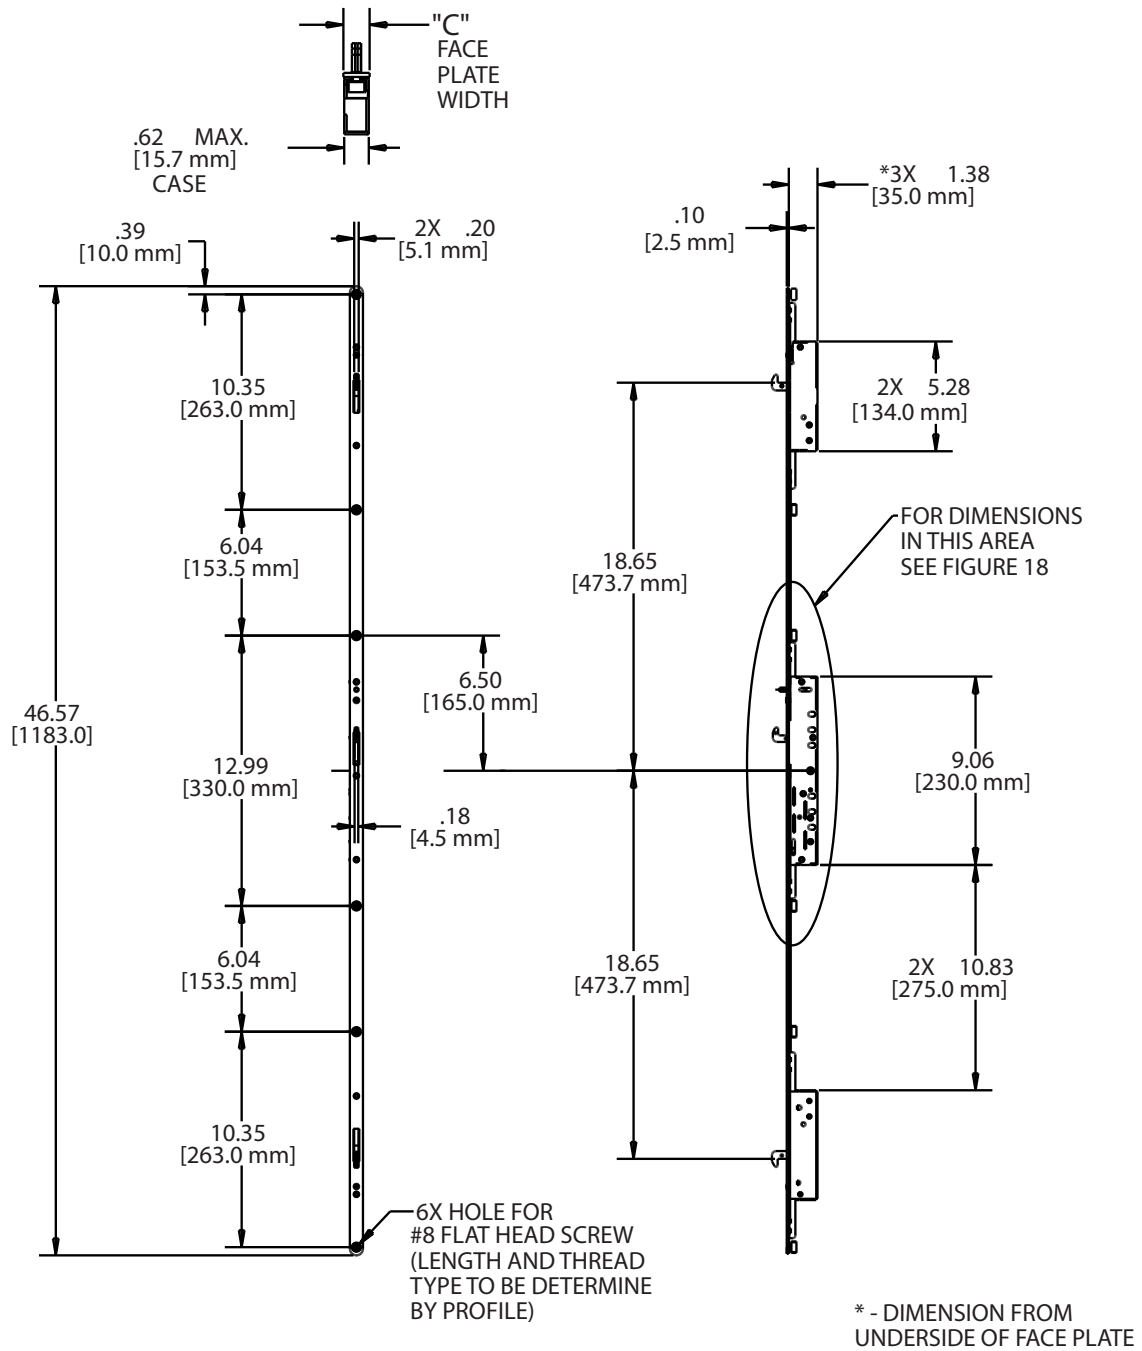 "C"
FACE
PLATE
WIDTH
.62 MAX.
[15.7 mm]
CASE
*3X 1.38
[35.0 mm]
.10
[2.5 mm]
.39
[10.0 mm]
2X .20
[5.1 mm]
10.35
[263.0 mm]
2X 5.28
[134.0 mm]
FOR DIMENSIONS
IN THIS AREA
SEE FIGURE 18
6.04
[153.5 mm]
18.65
[473.7 mm]
6.50
[165.0 mm]
46.57
[1183.0]
12.99
[330.0 mm]
9.06
[230.0 mm]
.18
[4.5 mm]
6.04
[153.5 mm]
18.65
[473.7 mm]
2X 10.83
[275.0 mm]
10.35
[263.0 mm]
6X HOLE FOR
#8 FLAT HEAD SCREW
(LENGTH AND THREAD
TYPE TO BE DETERMINE
BY PROFILE)
* - DIMENSION FROM
UNDERSIDE OF FACE PLATE